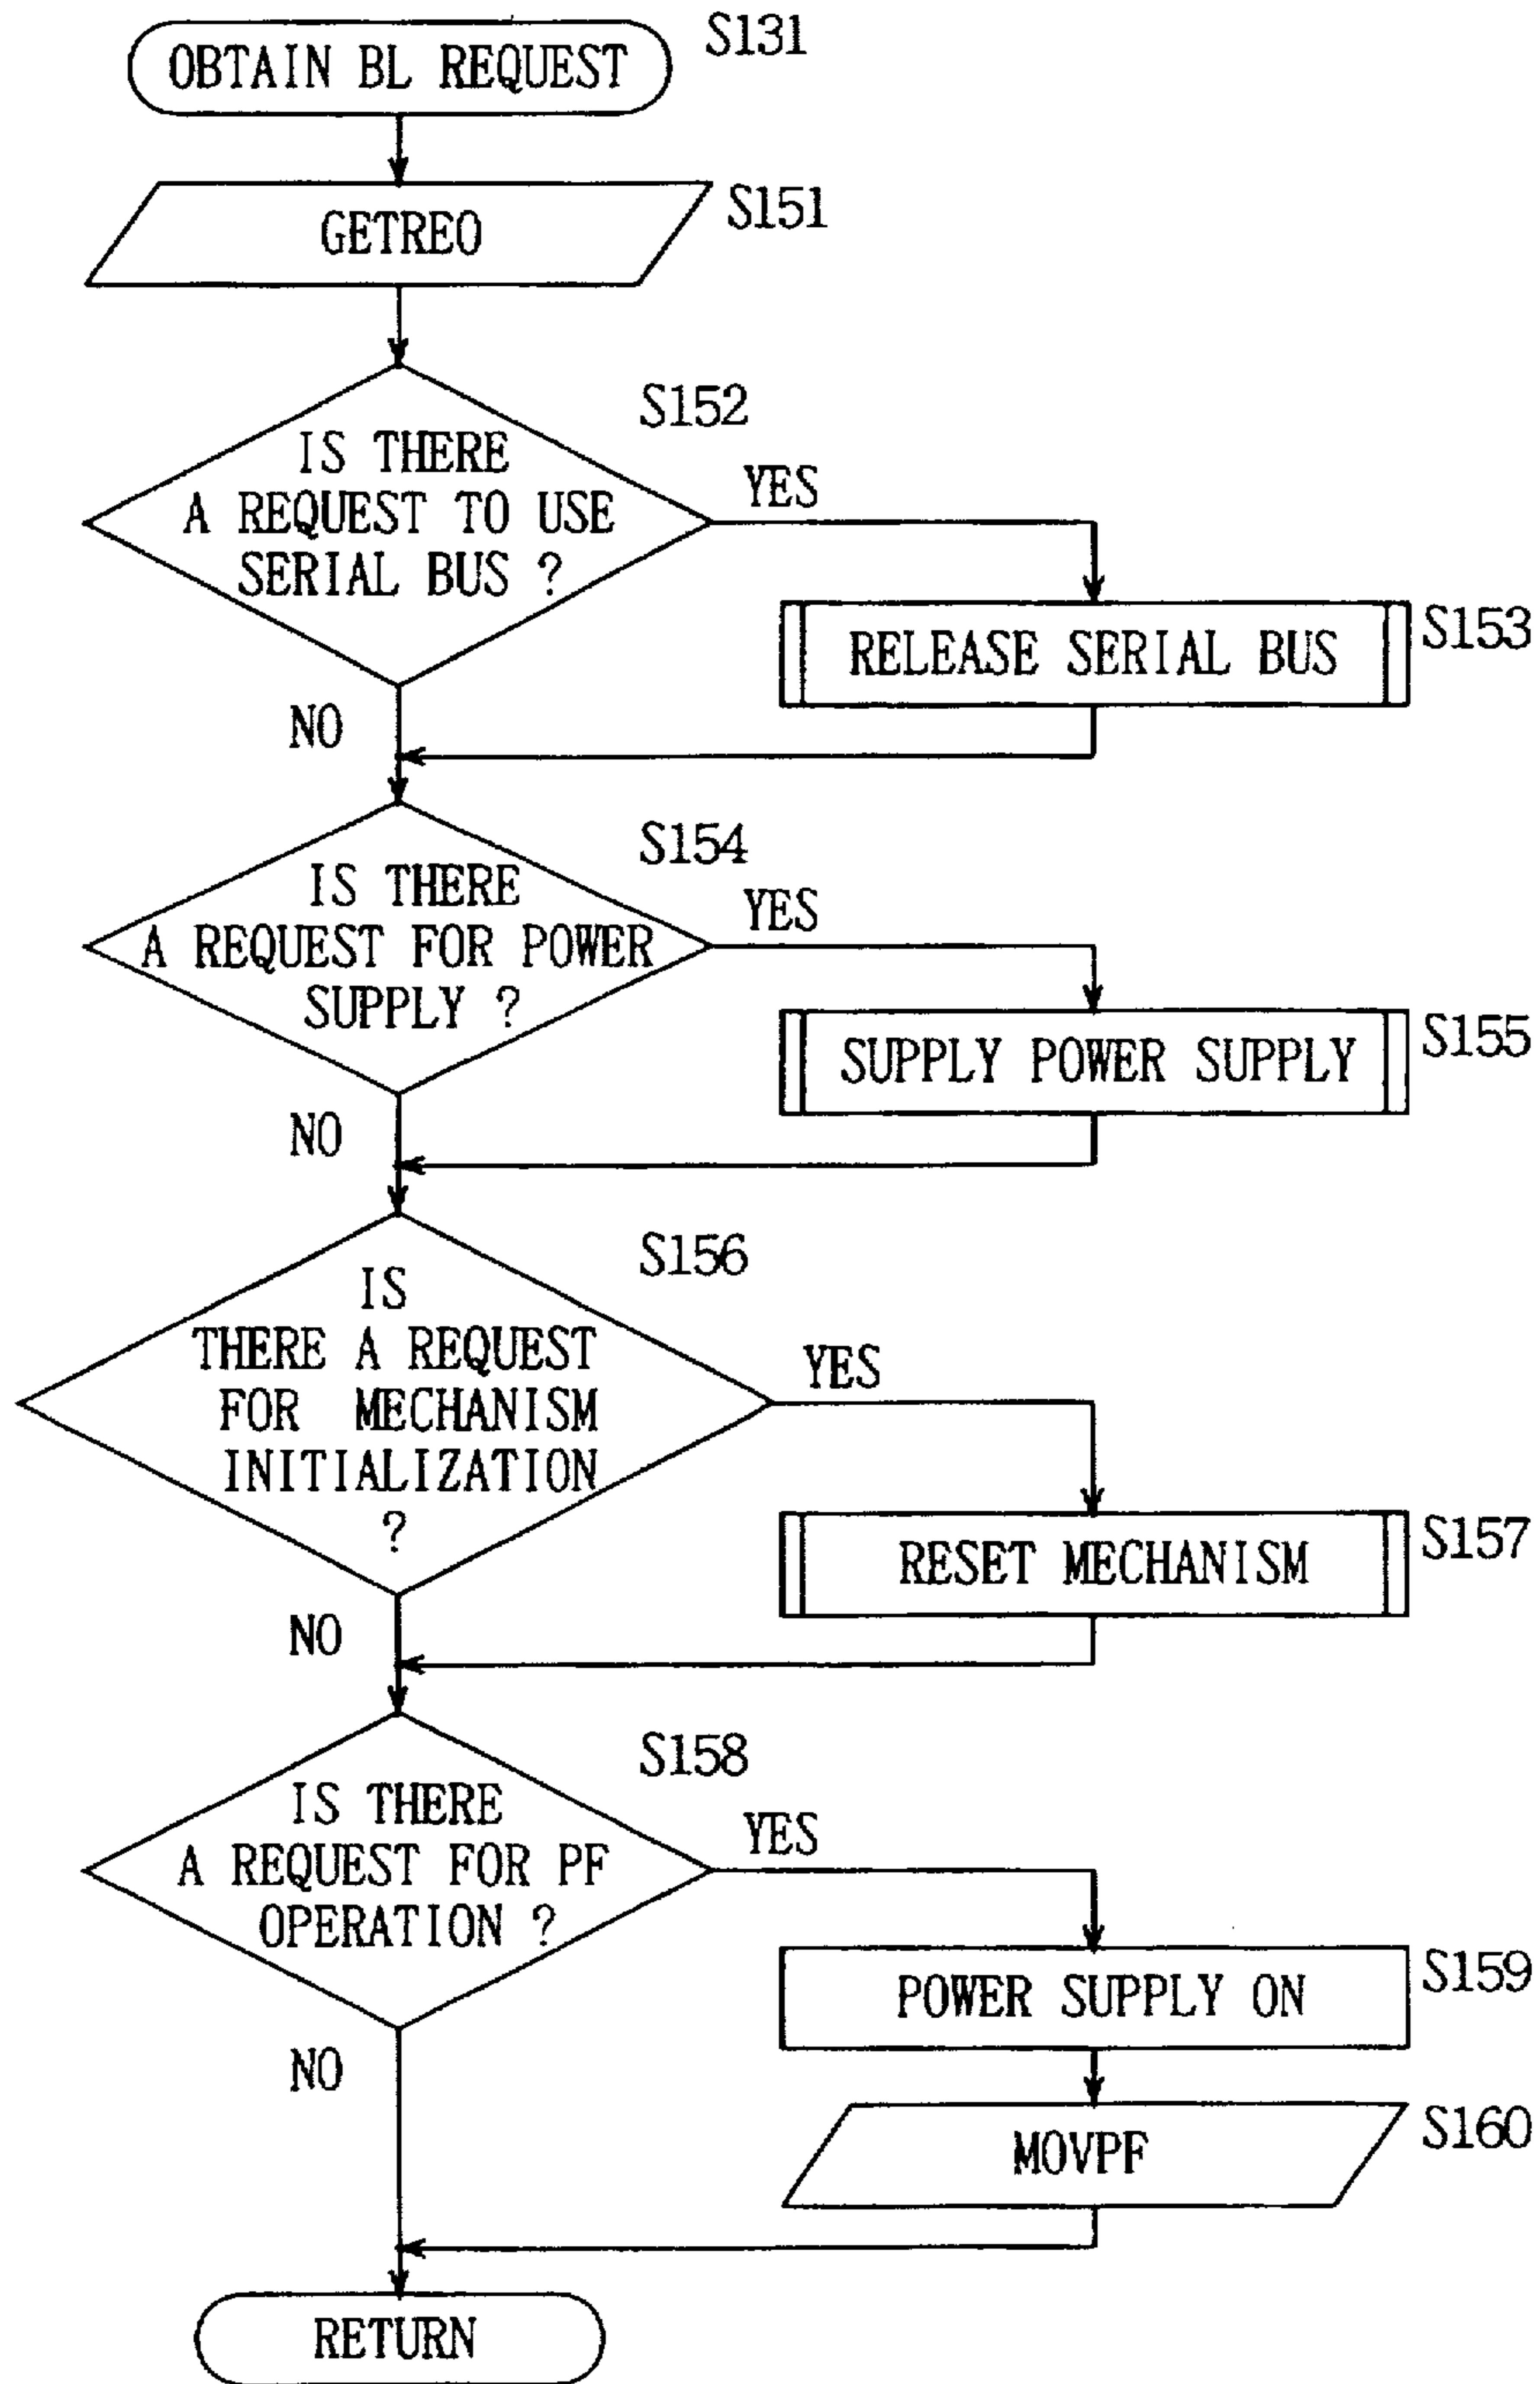 OBTAIN BL REQUEST
S131
GETREO
S151
S152
IS THERE
A REQUEST TO USE
SERIAL BUS ?
YES
RELEASE SERIAL BUS
S153
NO
S154
IS THERE
A REQUEST FOR POWER
SUPPLY ?
YES
SUPPLY POWER SUPPLY
S155
NO
S156
IS
THERE A REQUEST
FOR MECHANISM
INITIALIZATION
?
YES
RESET MECHANISM
S157
NO
S158
IS THERE
A REQUEST FOR PF
OPERATION ?
YES
POWER SUPPLY ON
S159
NO
MOVPF
S160
RETURN